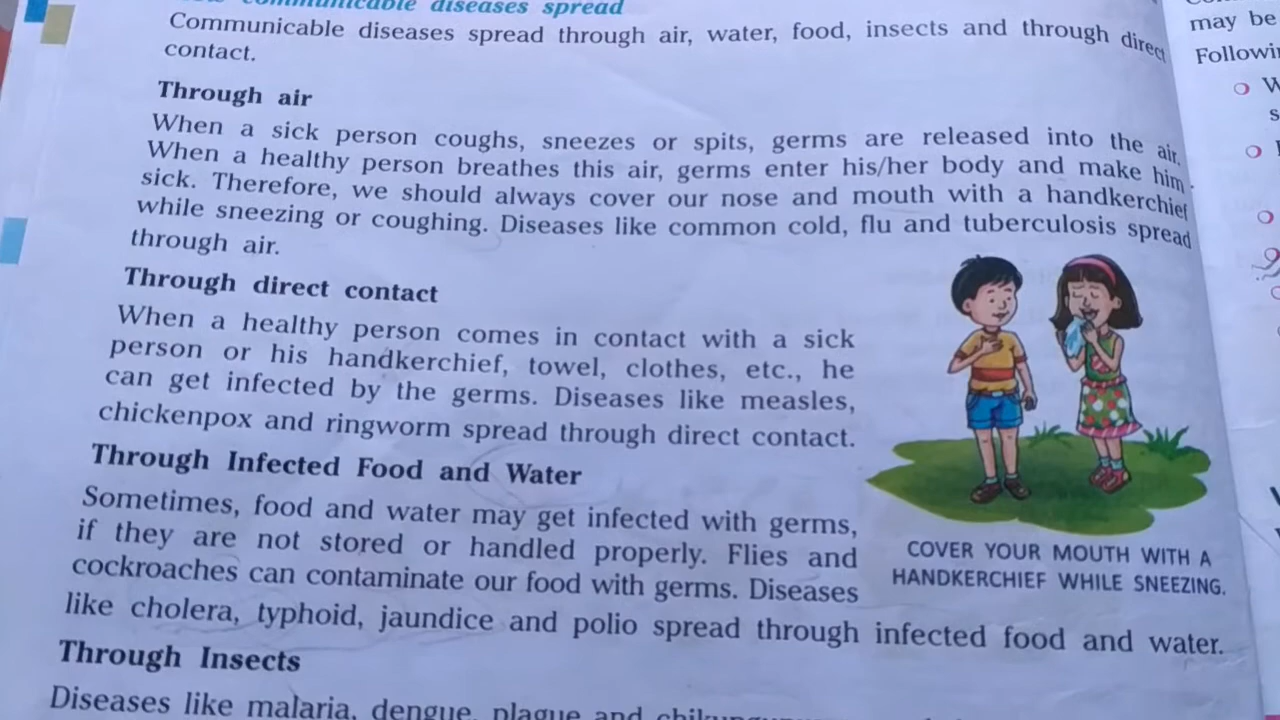 communicable diseases spread
Communicable diseases spread through air, water, food, insects and through direct
contact.
Through air
When a sick person coughs, sneezes or spits, germs are released into the air.
When a healthy person breathes this air, germs enter his/her body and make him
sick. Therefore, we should always cover our nose and mouth with a handkerchief
while sneezing or coughing. Diseases like common cold, flu and tuberculosis spread
through air.
Through direct contact
When a healthy person comes in contact with a sick
person or his handkerchief, towel, clothes, etc., he
can get infected by the germs. Diseases like measles,
chickenpox and ringworm spread through direct contact.
Through Infected Food and Water
Sometimes, food and water may get infected with germs,
if they are not stored or handled properly. Flies and
cockroaches can contaminate our food with germs. Diseases
like cholera, typhoid, jaundice and polio spread through infected food and water.
COVER YOUR MOUTH WITH A
HANDKERCHIEF WHILE SNEEZING.
Through Insects
Diseases like malaria, dengue, plague and
may be